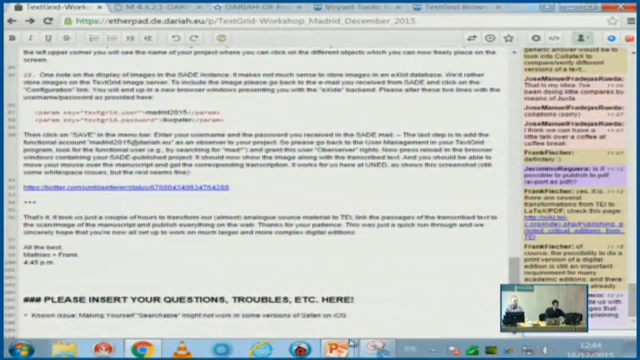 TextGrid-Workshop
M 4.3.2.1-DARI
DARIAH-DE E
Voyant Tools:
TextGrid Brows
https://etherpad.de.dariah.eu/p/TextGrid-Workshop_Madrid_December_2015
the left upper corner you will see the name of your project where you can click on the different objects which you can now freely place on the
screen.
22. One note on the display of images in the SADE instance. It makes not much sense to store images in an eXist database. We'd rather
store images on the TextGrid image server. To include the image please go back to the e-mail you received from SADE and click on the
"Configuration" link. You will end up in a new browser windows presenting you with the "eXide" backand. Please alter these two lines with the
username/password as provided here:
<param key="textgrid.user">madrid2015</param>
<param key="textgrid.password">
</param>
Then click on "SAVE" in the menu bar. Enter your username and the password you received in the SADE mail. -- The last step is to add the
functional account "madrid2015@dariah.eu" as an observer to your project. So please go back to the User Management in your TextGrid
program, look for the functional user (e.g. by searching for "mad") and grant this user "Observer" rights. Now press reload in the browser
windows containing your SADE published project. It should now show the image along with the transcribed text. And you should be able to
move your mouse over the manuscript and get the corresponding transcription. It works for us here at UNED, as shows this screenshot (still
some whitespace issues, but the rest seems fine):
***
That's it. It took us just a couple of hours to transform our (almost) analogue source material to TEI, link the passages of the transcribed text to
the scan/image of the manuscript and publish everything on the web. Thanks for your patience. This was just a quick run-through and we
sincerely hope that you're now all set up to work on much larger and more complex digital editions.
All the best,
Mathias + Frank
4:45 p.m.
### PLEASE INSERT YOUR QUESTIONS, TROUBLES, ETC. HERE!
* Known issue: Making Yourself "Searchable" might not work in some versions of Safari on iOS.
generic answer would be to
look into CollateX to
compare/verify different
versions of a text
JoseManuelFradejasRueda:
That is my idea, I've
been doing little compares by
means of Juxta
JoseManuelFradejasRueda:
I think we can have a
little talk over a coffee at
coffee break
FrankFischer:
definitely :)
JeronimoReguera: is it
possible to publish to pdf
(export as pdf)?
FrankFischer: yes, it is,
there are several
transformations from TEI
to LaTeX/PDF, check this
page:
FrankFischer: of
course, the possibility to do
a print version of a digital
edition is still an important
requirement for many
academic editions.
12:44
16/12/2015